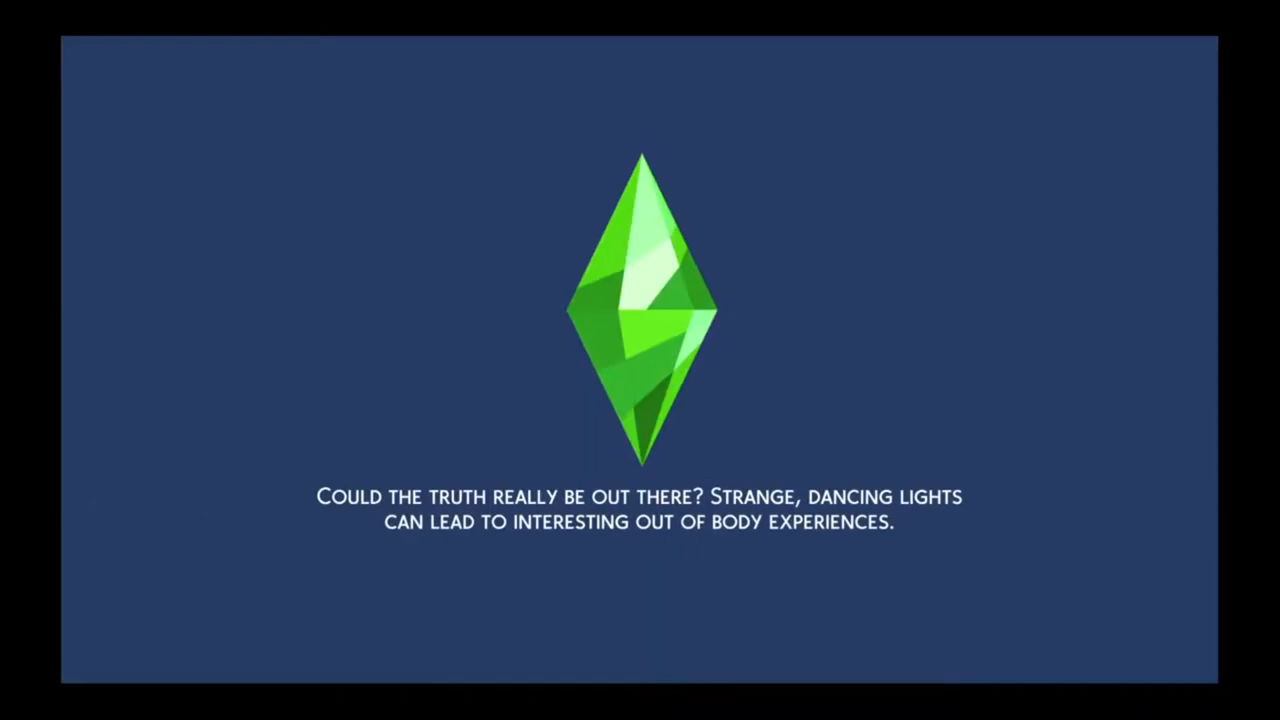 Could the truth really be out there? Strange, dancing lights
can lead to interesting out of body experiences.